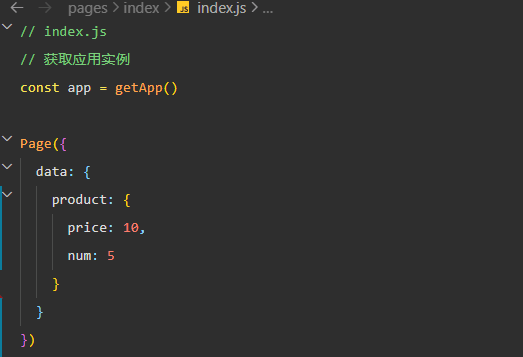 pages > index > JS index.js > ...
// index.js
// 获取应用实例
const app = getApp()
Page({
  data: {
    product: {
      price: 10,
      num: 5
    }
  }
})